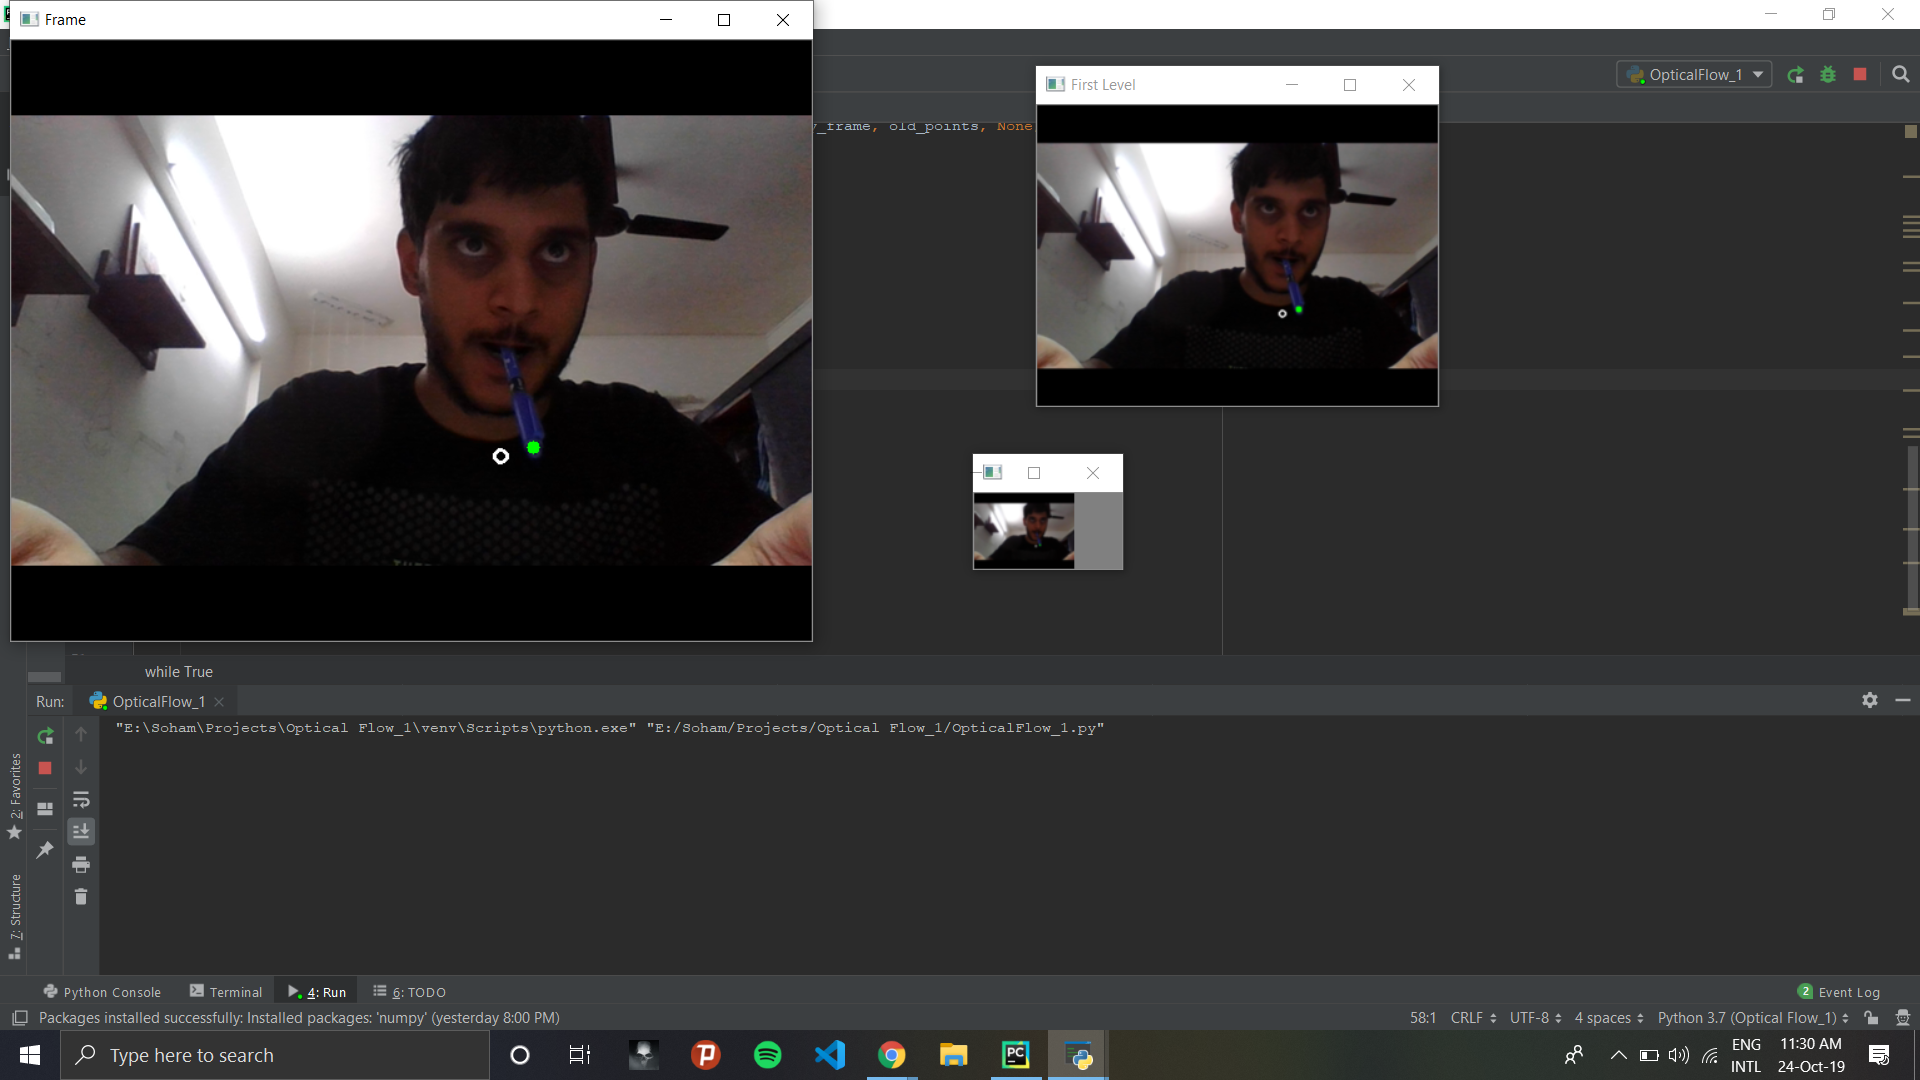 Frame
First Level
OpticalFlow_1
_frame, old_points, None
while True
Run:
OpticalFlow_1
"E:\Soham\Projects\Optical Flow_1\venv\Scripts\python.exe" "E:/Soham/Projects/Optical Flow_1/OpticalFlow_1.py"
2: Favorites
7: Structure
Python Console
Terminal
4: Run
6: TODO
2 Event Log
Packages installed successfully: Installed packages: 'numpy' (yesterday 8:00 PM)
58:1
CRLF
UTF-8
4 spaces
Python 3.7 (Optical Flow_1)
Type here to search
PC
ENG
INTL
11:30 AM
24-Oct-19